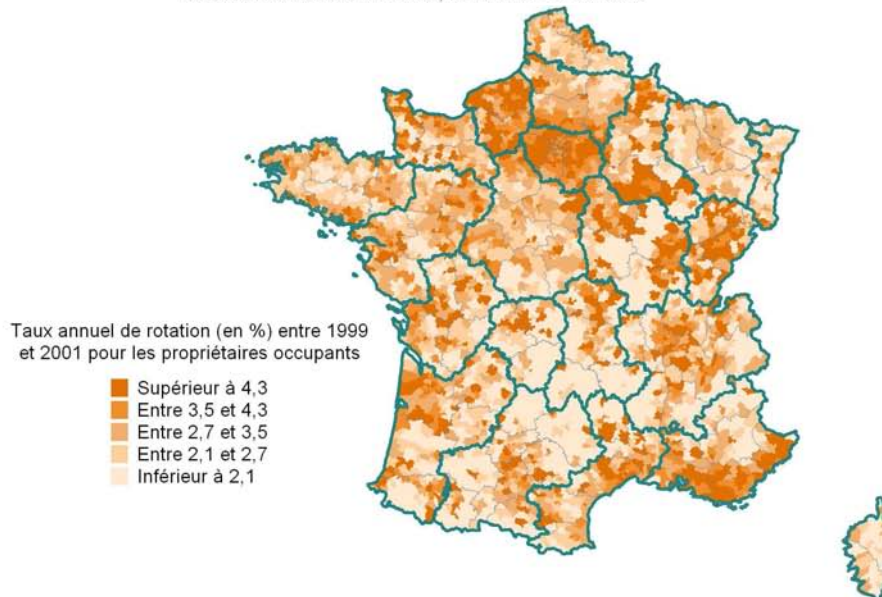 Taux annuel de rotation (en %) entre 1999
et 2001 pour les propriétaires occupants
Supérieur à 4,3
Entre 3,5 et 4,3
Entre 2,7 et 3,5
Entre 2,1 et 2,7
Inférieur à 2,1